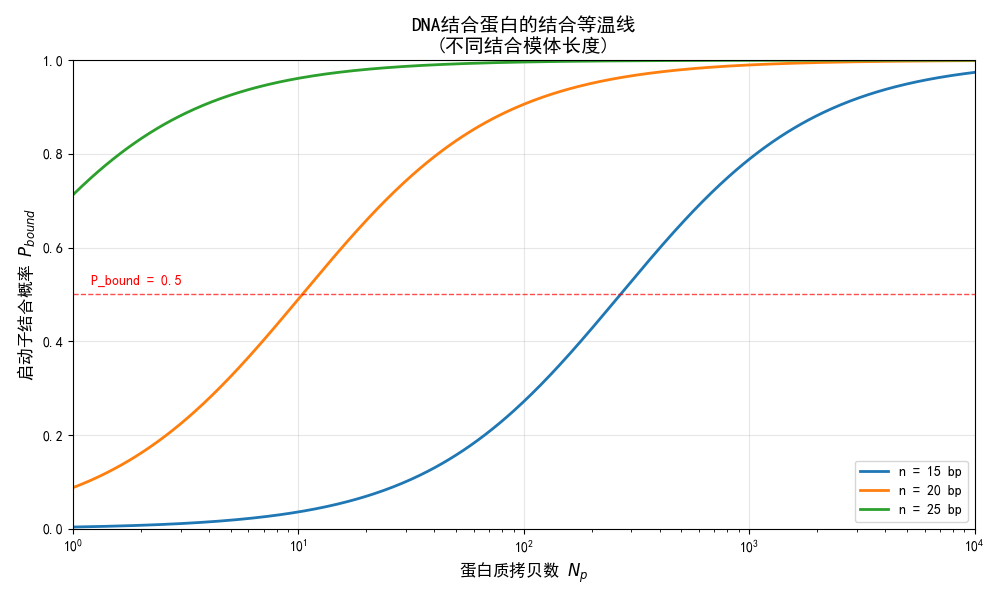 DNA结合蛋白的结合等温线
(不同结合模体长度)
启动子结合概率 P_bound
1.0
0.8
0.6
0.4
0.2
0.0
P_bound = 0.5
n = 15 bp
n = 20 bp
n = 25 bp
10^0
10^1
10^2
10^3
10^4
蛋白质拷贝数 N_p